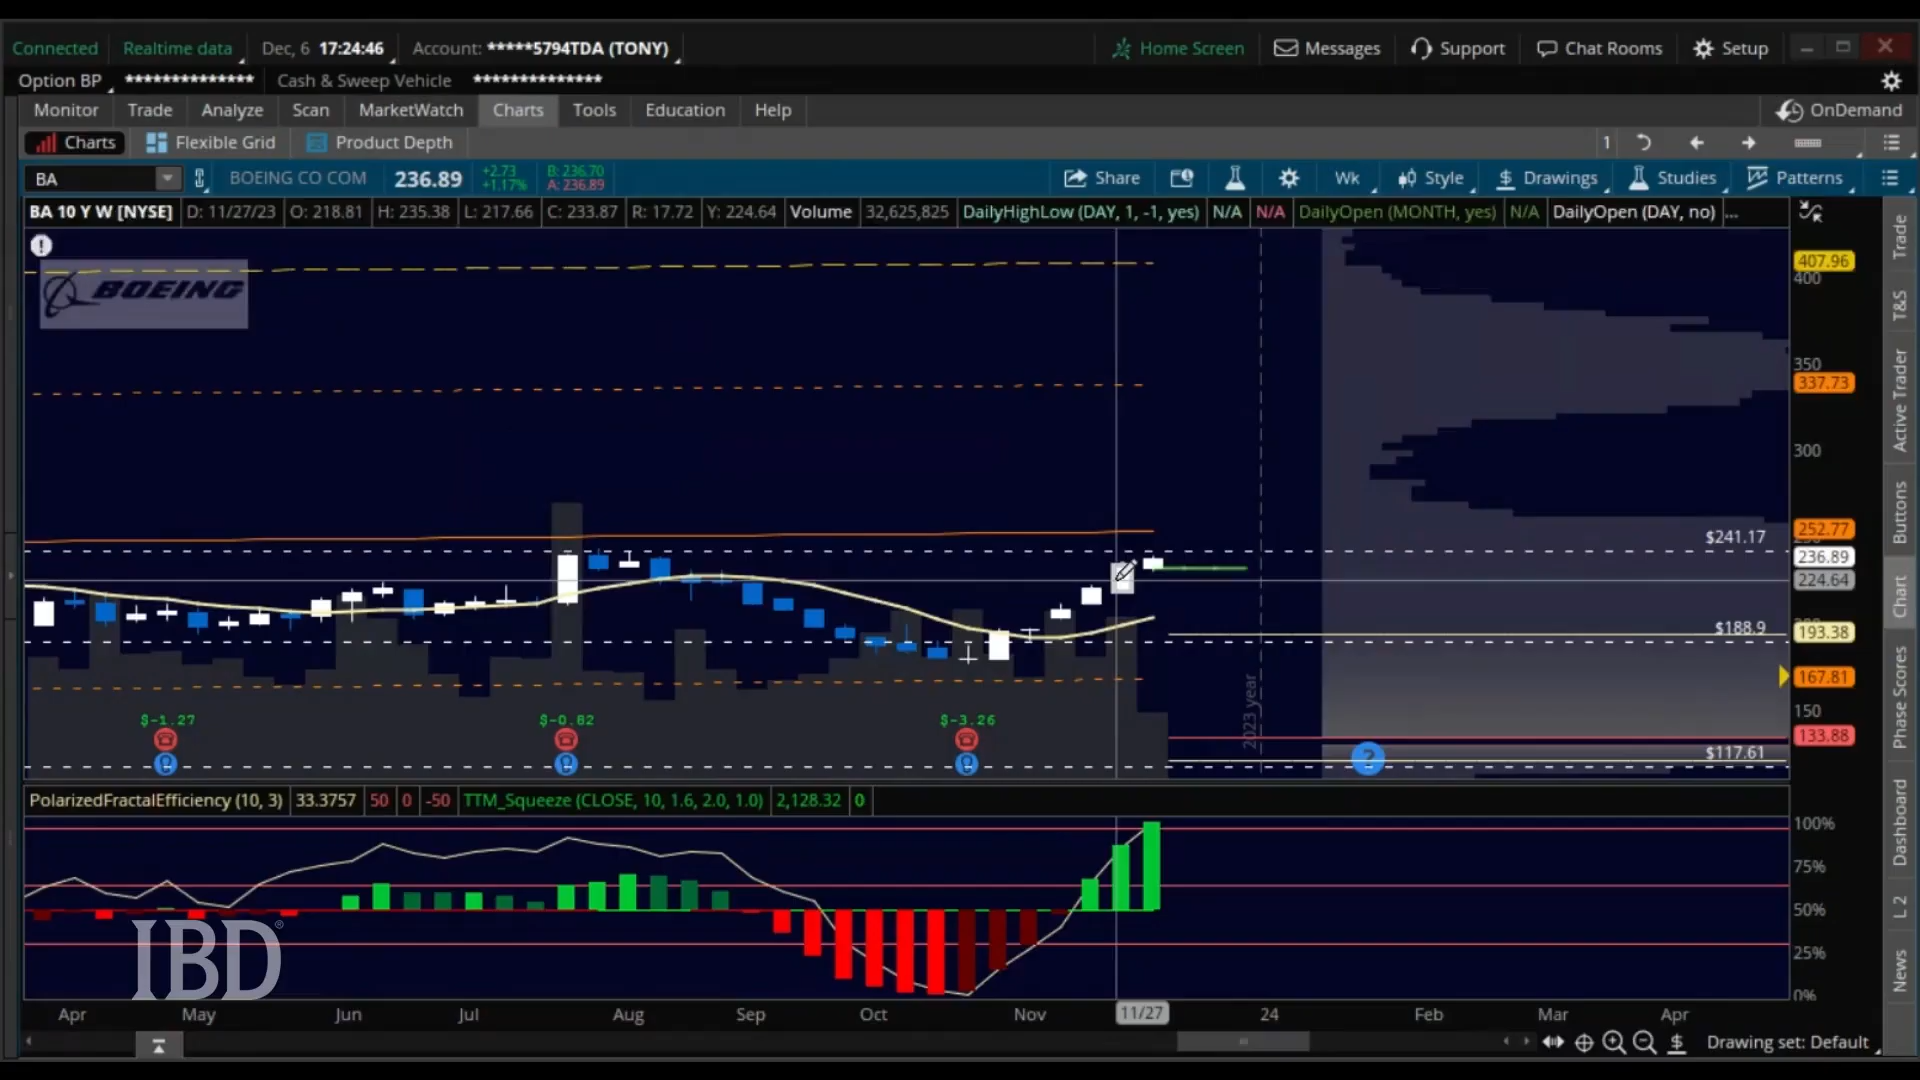 Connected Realtime data Dec, 6 17:24:46 Account: *****5794TDA (TONY) Home Screen Messages Support Chat Rooms Setup
Option BP ************** Cash & Sweep Vehicle **************
Monitor Trade Analyze Scan MarketWatch Charts Tools Education Help OnDemand
Charts Flexible Grid Product Depth 1
BA BOEING CO COM 236.89 +2.73 B: 236.70 Share Wk Style $ Drawings Studies Patterns
+1.17% A: 236.89
BA 10 Y W [NYSE] D: 11/27/23 O: 218.81 H: 235.38 L: 217.66 C: 233.87 R: 17.72 Y: 224.64 Volume 32,625,825 DailyHighLow (DAY, 1, -1, yes) N/A N/A DailyOpen (MONTH, yes) N/A DailyOpen (DAY, no) ...
BOEING
407.96
400
350
337.73
300
252.77
$241.17
236.89
224.64
$188.9
193.38
167.81
150
133.88
$117.61
2023 year
$-1.27 $-0.82 $-3.26
?
PolarizedFractalEfficiency (10, 3) 33.3757 50 0 -50 TTM_Squeeze (CLOSE, 10, 1.6, 2.0, 1.0) 2,128.32 0
100%
75%
50%
25%
0%
IBD
Apr May Jun Jul Aug Sep Oct Nov 11/27 24 Feb Mar Apr
$ Drawing set: Default
Trade
T&S
Active Trader
Buttons
Chart
Phase Scores
Dashboard
L 2
News